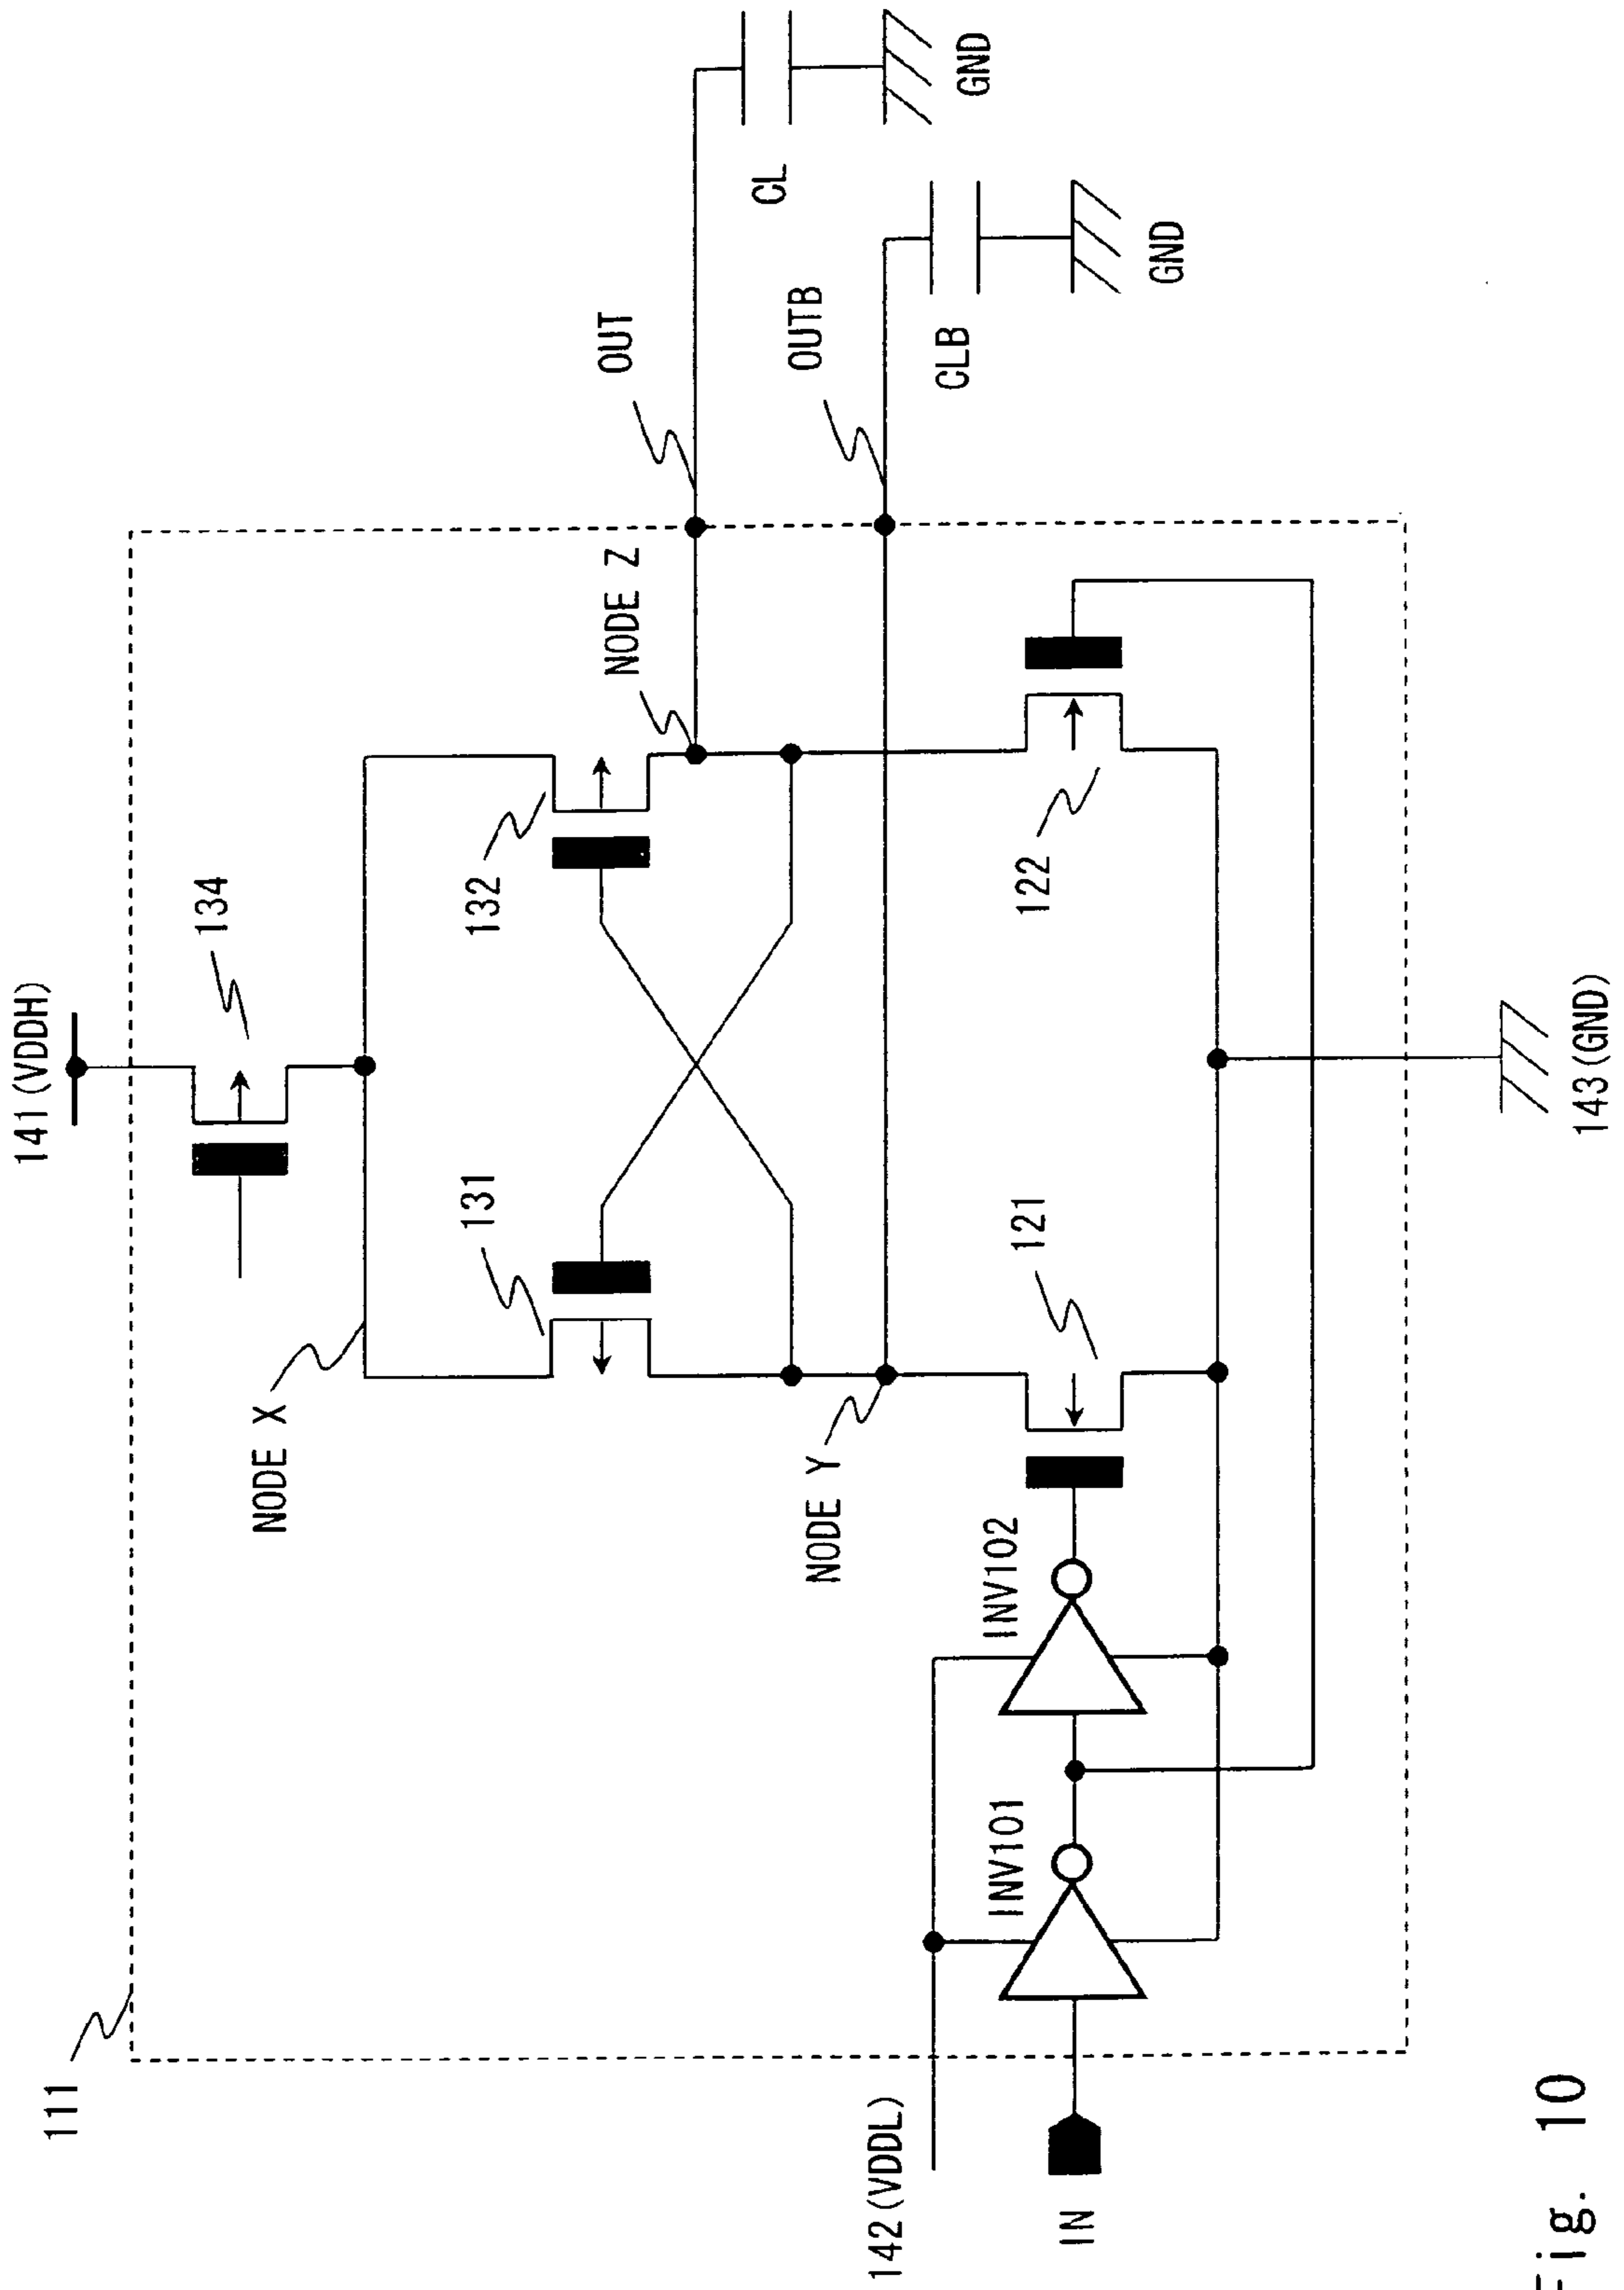 111
141(VDDH)
134
NODE X
131
132
NODE Z
OUT
CL
GND
NODE Y
OUTB
CLB
GND
142(VDDL)
IN
INV101
INV102
121
122
143(GND)
Fig. 10